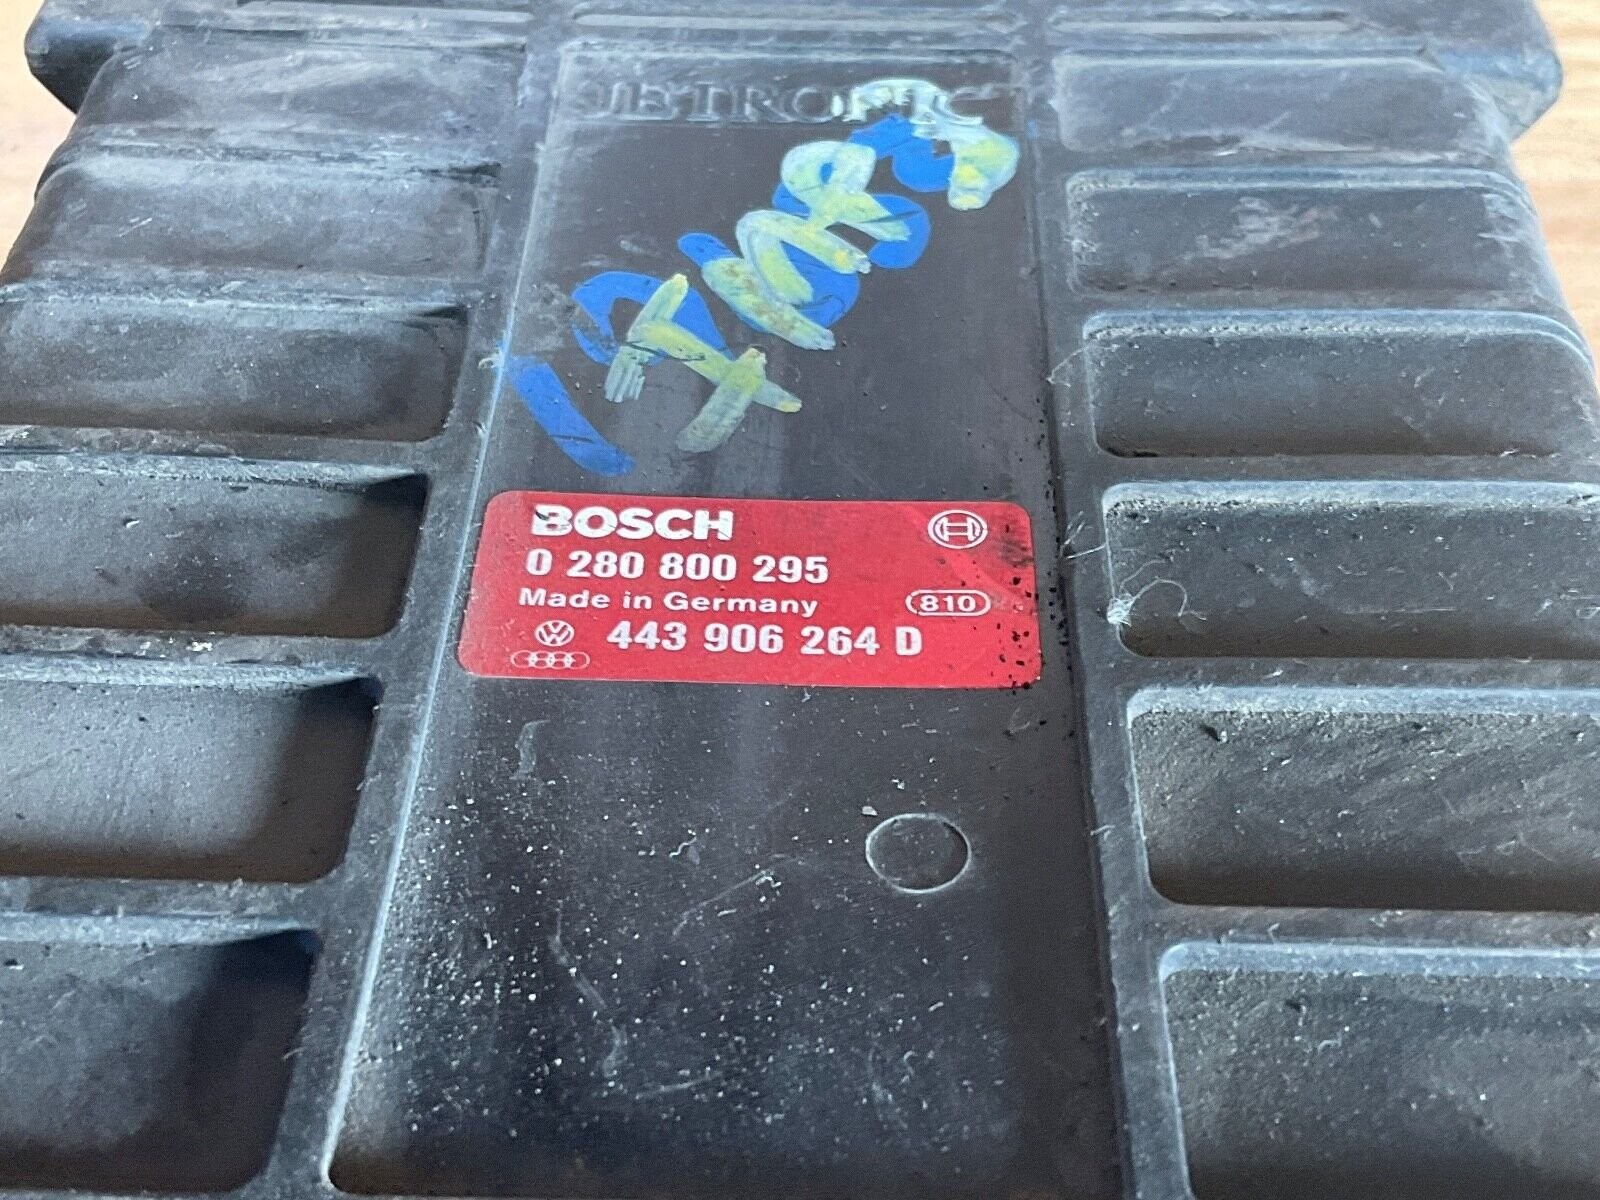 JETRONIC
BOSCH
0 280 800 295
Made in Germany 810
443 906 264 D